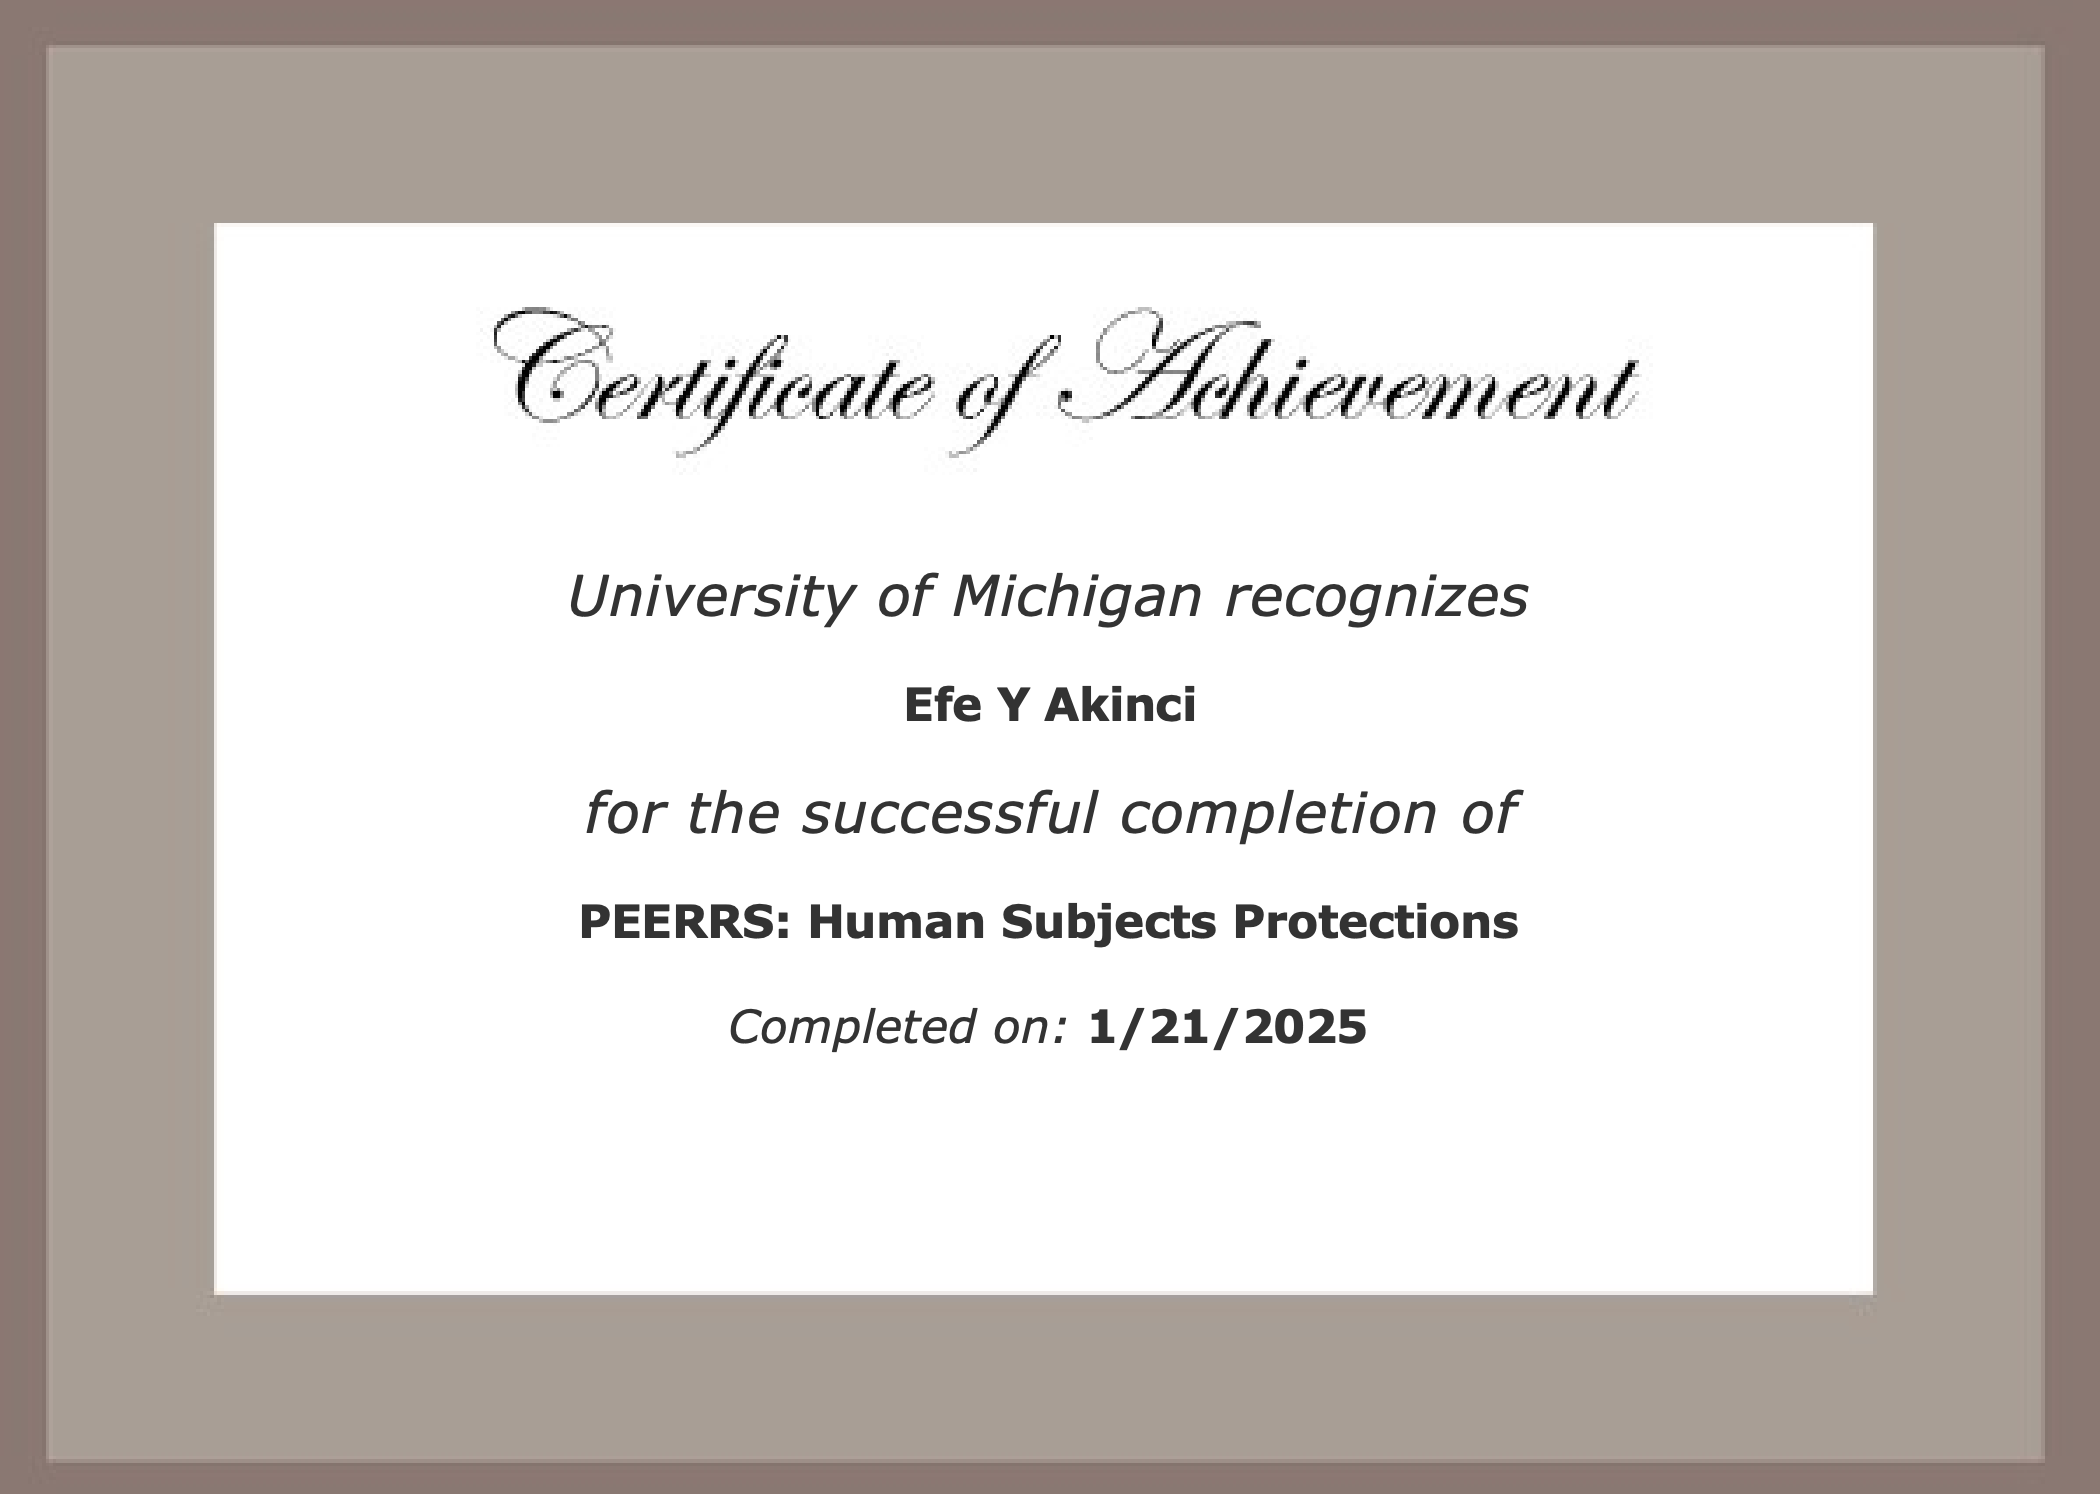 Certificate of Achievement
University of Michigan recognizes
Efe Y Akinci
for the successful completion of
PEERRS: Human Subjects Protections
Completed on: 1/21/2025